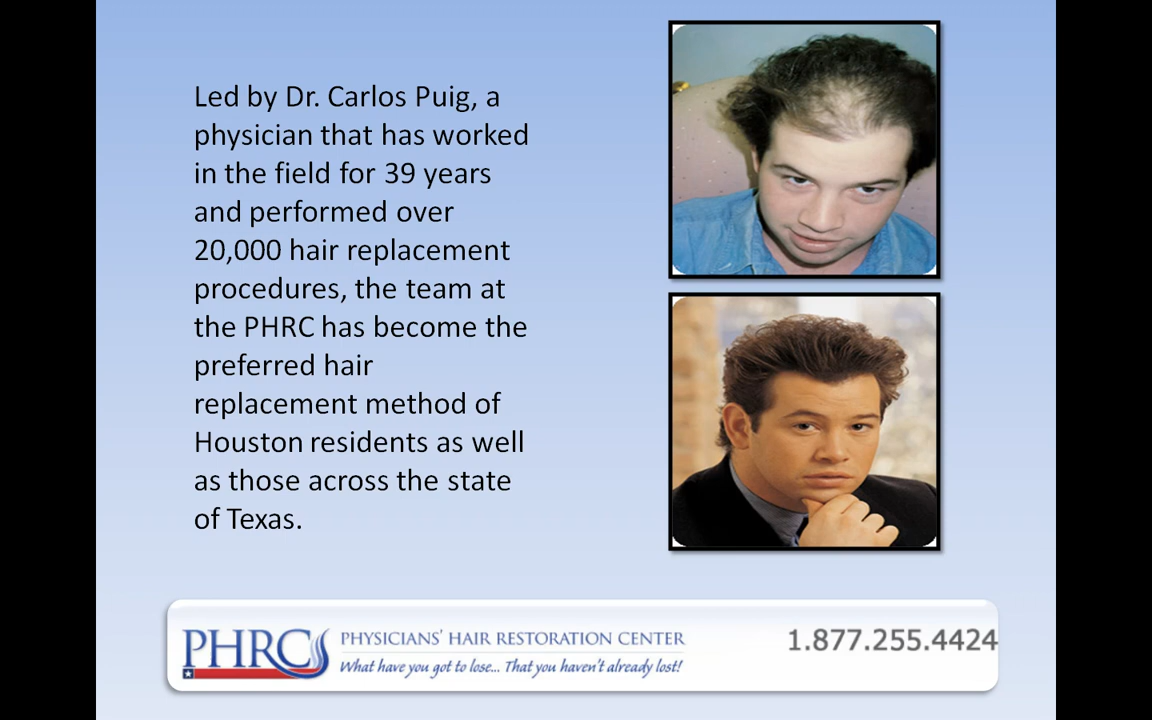 Led by Dr. Carlos Puig, a
physician that has worked
in the field for 39 years
and performed over
20,000 hair replacement
procedures, the team at
the PHRC has become the
preferred hair
replacement method of
Houston residents as well
as those across the state
of Texas.
PHRC
PHYSICIANS' HAIR RESTORATION CENTER
What have you got to lose... That you haven't already lost!
1.877.255.4424